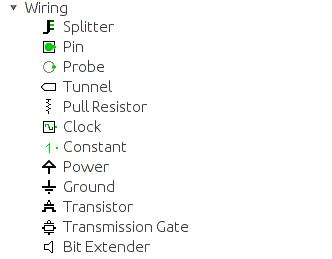 Wiring
Splitter
Pin
Probe
Tunnel
Pull Resistor
Clock
Constant
Power
Ground
Transistor
Transmission Gate
Bit Extender